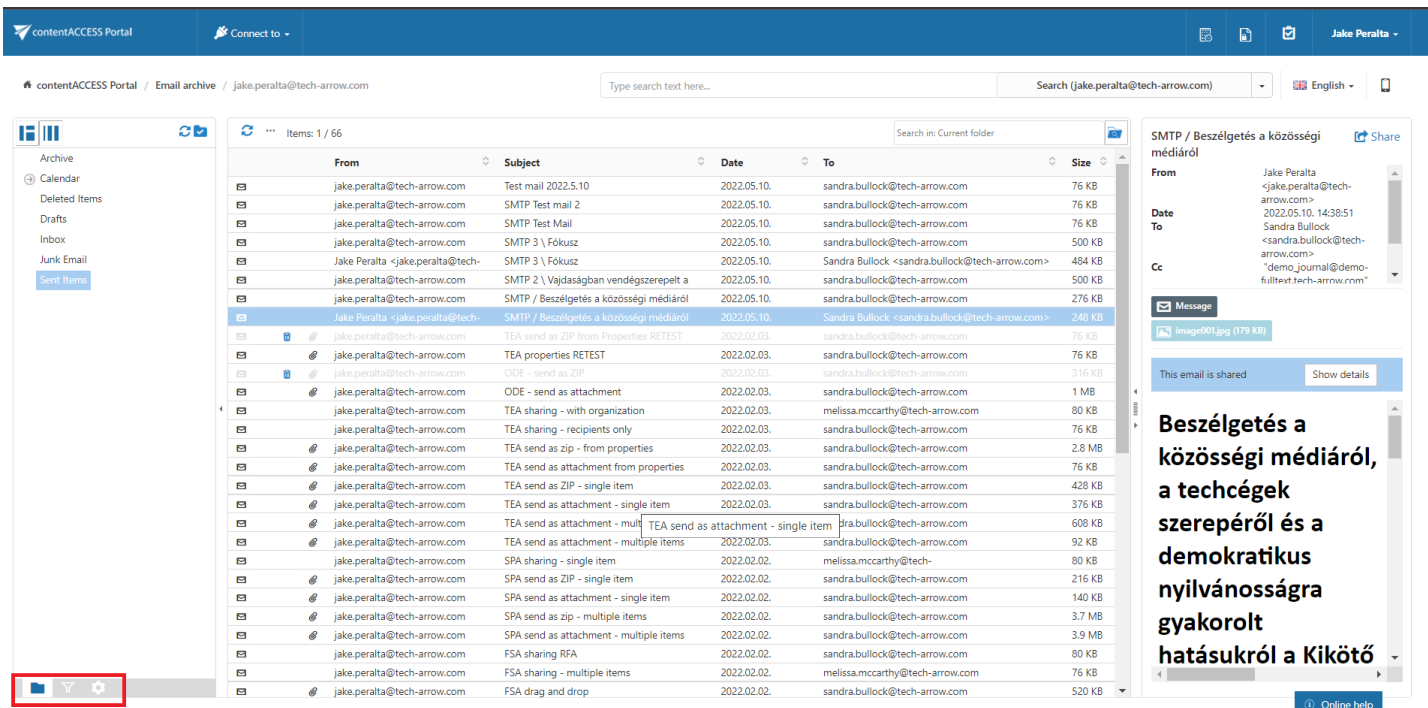 contentACCESS Portal
Connect to
Jake Peralta
contentACCESS Portal / Email archive / jake.peralta@tech-arrow.com
Type search text here...
Search (jake.peralta@tech-arrow.com)
English
Archive
Calendar
Deleted Items
Drafts
Inbox
Junk Email
Sent Items
... Items: 1 / 66
Search in: Current folder
From Subject Date To Size
jake.peralta@tech-arrow.com Test mail 2022.5.10 2022.05.10. sandra.bullock@tech-arrow.com 76 KB
jake.peralta@tech-arrow.com SMTP Test mail 2 2022.05.10. sandra.bullock@tech-arrow.com 76 KB
jake.peralta@tech-arrow.com SMTP Test Mail 2022.05.10. sandra.bullock@tech-arrow.com 76 KB
jake.peralta@tech-arrow.com SMTP 3 \ Fókusz 2022.05.10. sandra.bullock@tech-arrow.com 500 KB
Jake Peralta <jake.peralta@tech- SMTP 3 \ Fókusz 2022.05.10. Sandra Bullock <sandra.bullock@tech-arrow.com> 484 KB
jake.peralta@tech-arrow.com SMTP 2 \ Vajdaságban vendégszerepelt a 2022.05.10. sandra.bullock@tech-arrow.com 500 KB
jake.peralta@tech-arrow.com SMTP / Beszélgetés a közösségi médiáról 2022.05.10. sandra.bullock@tech-arrow.com 276 KB
Jake Peralta <jake.peralta@tech- SMTP / Beszélgetés a közösségi médiáról 2022.05.10. Sandra Bullock <sandra.bullock@tech-arrow.com> 248 KB
jake.peralta@tech-arrow.com TEA send as ZIP from Properties RETEST 2022.02.03. sandra.bullock@tech-arrow.com 76 KB
jake.peralta@tech-arrow.com TEA properties RETEST 2022.02.03. sandra.bullock@tech-arrow.com 76 KB
jake.peralta@tech-arrow.com ODE - send as ZIP 2022.02.03. sandra.bullock@tech-arrow.com 316 KB
jake.peralta@tech-arrow.com ODE - send as attachment 2022.02.03. sandra.bullock@tech-arrow.com 1 MB
jake.peralta@tech-arrow.com TEA sharing - with organization 2022.02.03. melissa.mccarthy@tech-arrow.com 80 KB
jake.peralta@tech-arrow.com TEA sharing - recipients only 2022.02.03. sandra.bullock@tech-arrow.com 76 KB
jake.peralta@tech-arrow.com TEA send as zip - from properties 2022.02.03. sandra.bullock@tech-arrow.com 2.8 MB
jake.peralta@tech-arrow.com TEA send as attachment from properties 2022.02.03. sandra.bullock@tech-arrow.com 76 KB
jake.peralta@tech-arrow.com TEA send as ZIP - single item 2022.02.03. sandra.bullock@tech-arrow.com 428 KB
jake.peralta@tech-arrow.com TEA send as attachment - single item 2022.02.03. sandra.bullock@tech-arrow.com 376 KB
jake.peralta@tech-arrow.com TEA send as attachment - mult dra.bullock@tech-arrow.com 608 KB
TEA send as attachment - single item
jake.peralta@tech-arrow.com TEA send as attachment - multiple items 2022.02.03. sandra.bullock@tech-arrow.com 92 KB
jake.peralta@tech-arrow.com SPA sharing - single item 2022.02.02. melissa.mccarthy@tech- 80 KB
jake.peralta@tech-arrow.com SPA send as ZIP - single item 2022.02.02. sandra.bullock@tech-arrow.com 216 KB
jake.peralta@tech-arrow.com SPA send as attachment - single item 2022.02.02. sandra.bullock@tech-arrow.com 140 KB
jake.peralta@tech-arrow.com SPA send as zip - multiple items 2022.02.02. sandra.bullock@tech-arrow.com 3.7 MB
jake.peralta@tech-arrow.com SPA send as attachment - multiple items 2022.02.02. sandra.bullock@tech-arrow.com 3.9 MB
jake.peralta@tech-arrow.com FSA sharing RFA 2022.02.02. sandra.bullock@tech-arrow.com 80 KB
jake.peralta@tech-arrow.com FSA sharing - multiple items 2022.02.02. melissa.mccarthy@tech-arrow.com 76 KB
jake.peralta@tech-arrow.com FSA drag and drop 2022.02.02. sandra.bullock@tech-arrow.com 520 KB
SMTP / Beszélgetés a közösségi
médiáról
Share
From Jake Peralta
<jake.peralta@tech-
arrow.com>
Date 2022.05.10. 14:38:51
To Sandra Bullock
<sandra.bullock@tech-
arrow.com>
Cc "demo_journal@demo-
fulltext.tech-arrow.com"
Message
image001.jpg (179 KB)
This email is shared
Show details
Beszélgetés a
közösségi médiáról,
a techcégek
szerepéről és a
demokratikus
nyilvánosságra
gyakorolt
hatásukról a Kikötő
Online help